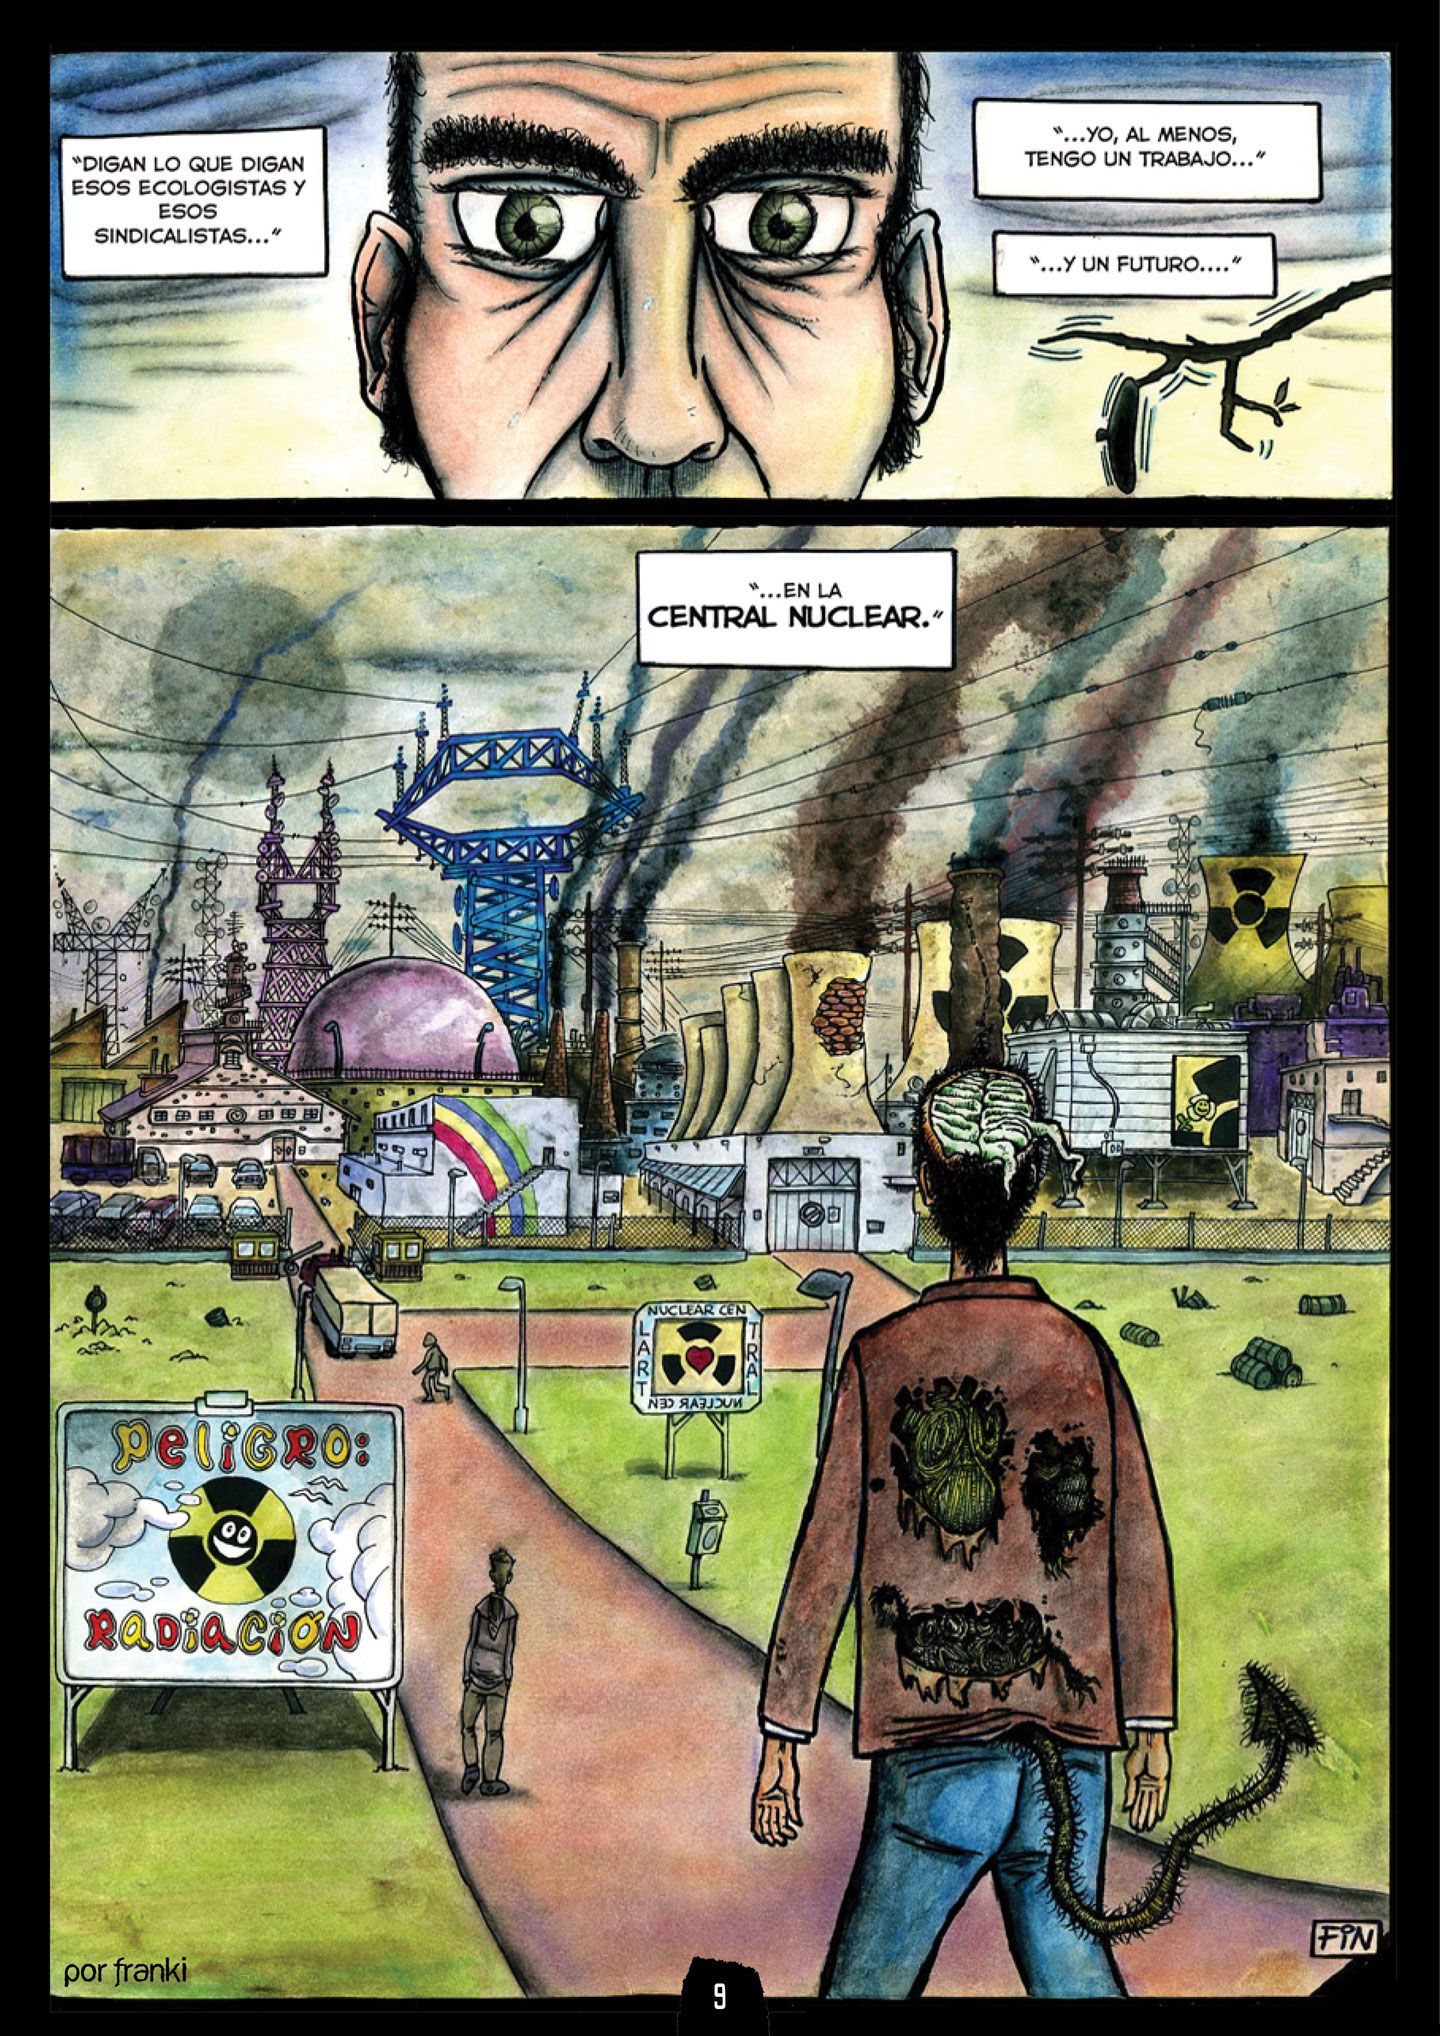 “DIGAN LO QUE DIGAN
ESOS ECOLOGISTAS Y
ESOS
SINDICALISTAS...”
“...YO, AL MENOS,
TENGO UN TRABAJO...”
“...Y UN FUTURO....”
“...EN LA
CENTRAL NUCLEAR.”
NUCLEAR CEN
TRAL
NUCLEAR CEN
LART
PELIGRO:
RADIACIÓN
FIN
por franki
9